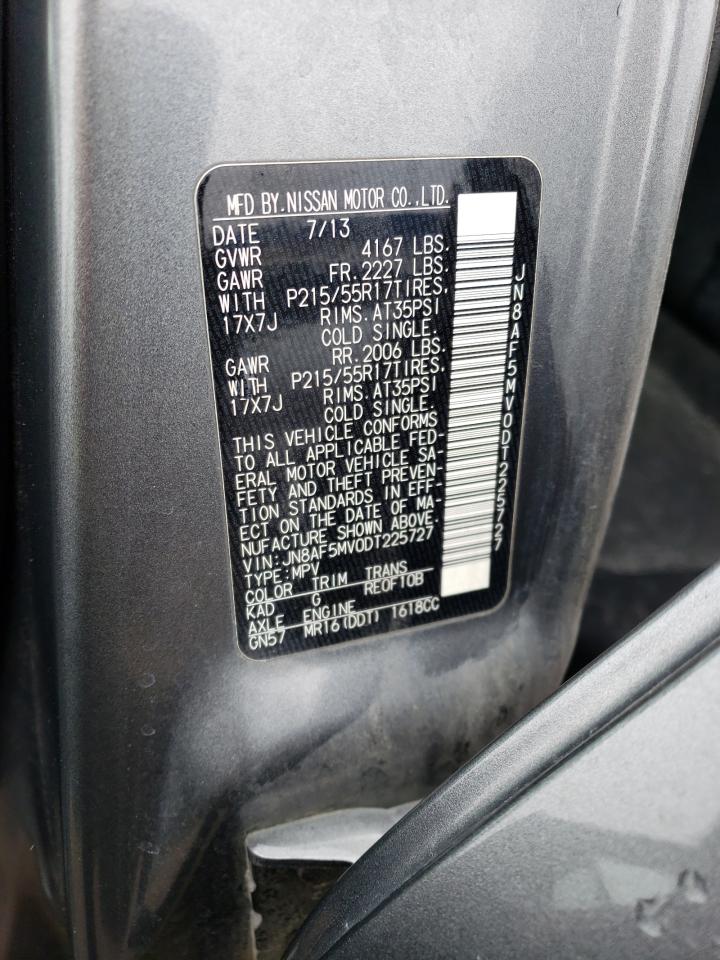 MFD BY.NISSAN MOTOR CO.,LTD.
DATE 7/13
GVWR 4167 LBS.
GAWR FR.2227 LBS.
WITH P215/55R17TIRES.
17X7J RIMS.AT35PSI
COLD SINGLE.
GAWR RR.2006 LBS.
WITH P215/55R17TIRES.
17X7J RIMS.AT35PSI
COLD SINGLE.
THIS VEHICLE CONFORMS
TO ALL APPLICABLE FED-
ERAL MOTOR VEHICLE SA-
FETY AND THEFT PREVEN-
TION STANDARDS IN EFF-
ECT ON THE DATE OF MA-
NUFACTURE SHOWN ABOVE.
VIN:JN8AF5MV0DT225727
TYPE:MPV
COLOR TRIM TRANS
KAD G RE0F10B
AXLE ENGINE
GN57 MR16(DDT) 1618CC
JN8AF5MV0DT225727